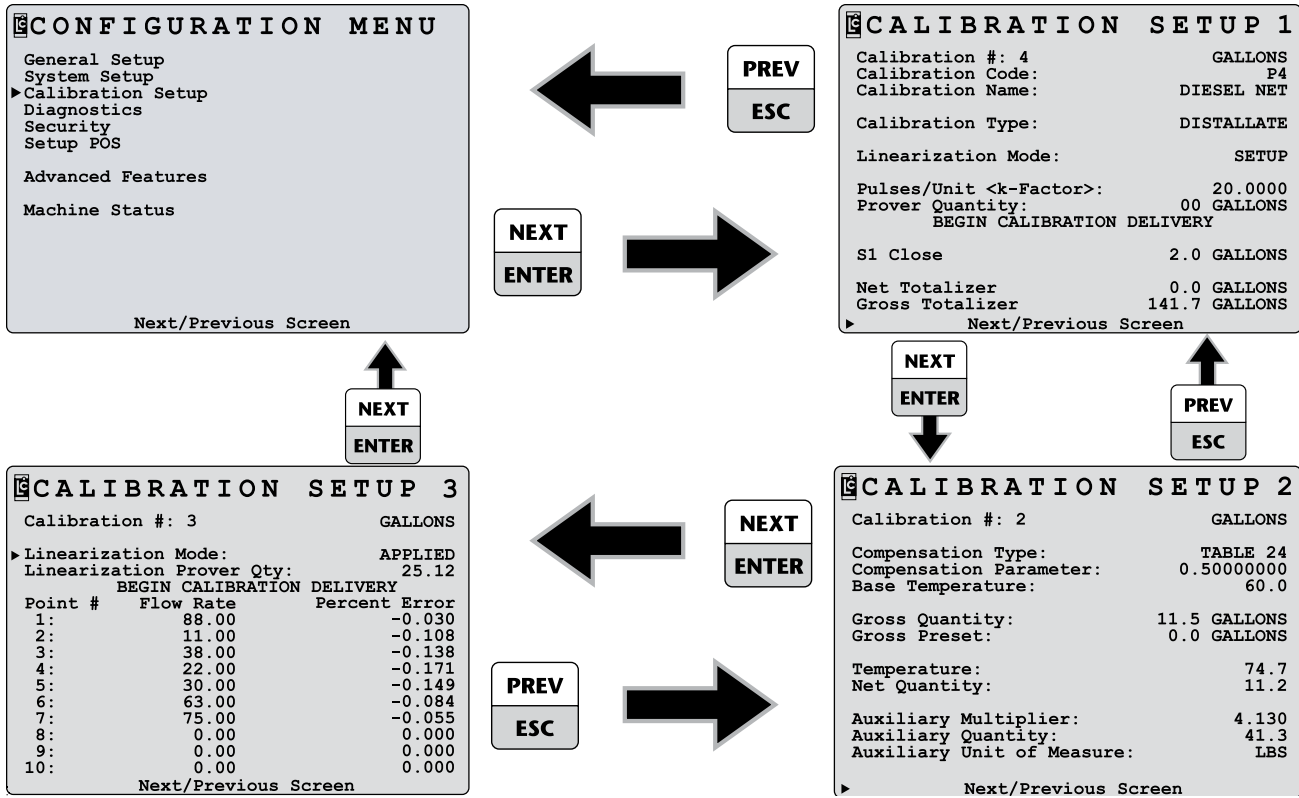 CONFIGURATION MENU
General Setup
System Setup
Calibration Setup
Diagnostics
Security
Setup POS
Advanced Features
Machine Status
Next/Previous Screen
PREV
ESC
NEXT
ENTER
CALIBRATION SETUP 1
Calibration #: 4 GALLONS
Calibration Code: P4
Calibration Name: DIESEL NET
Calibration Type: DISTALLATE
Linearization Mode: SETUP
Pulses/Unit <k-Factor>: 20.0000
Prover Quantity: 00 GALLONS
BEGIN CALIBRATION DELIVERY
S1 Close 2.0 GALLONS
Net Totalizer 0.0 GALLONS
Gross Totalizer 141.7 GALLONS
Next/Previous Screen
NEXT
ENTER
NEXT
ENTER
PREV
ESC
CALIBRATION SETUP 3
Calibration #: 3 GALLONS
Linearization Mode: APPLIED
Linearization Prover Qty: 25.12
BEGIN CALIBRATION DELIVERY
Point # Flow Rate Percent Error
1: 88.00 -0.030
2: 11.00 -0.108
3: 38.00 -0.138
4: 22.00 -0.171
5: 30.00 -0.149
6: 63.00 -0.084
7: 75.00 -0.055
8: 0.00 0.000
9: 0.00 0.000
10: 0.00 0.000
Next/Previous Screen
NEXT
ENTER
PREV
ESC
CALIBRATION SETUP 2
Calibration #: 2 GALLONS
Compensation Type: TABLE 24
Compensation Parameter: 0.50000000
Base Temperature: 60.0
Gross Quantity: 11.5 GALLONS
Gross Preset: 0.0 GALLONS
Temperature: 74.7
Net Quantity: 11.2
Auxiliary Multiplier: 4.130
Auxiliary Quantity: 41.3
Auxiliary Unit of Measure: LBS
Next/Previous Screen